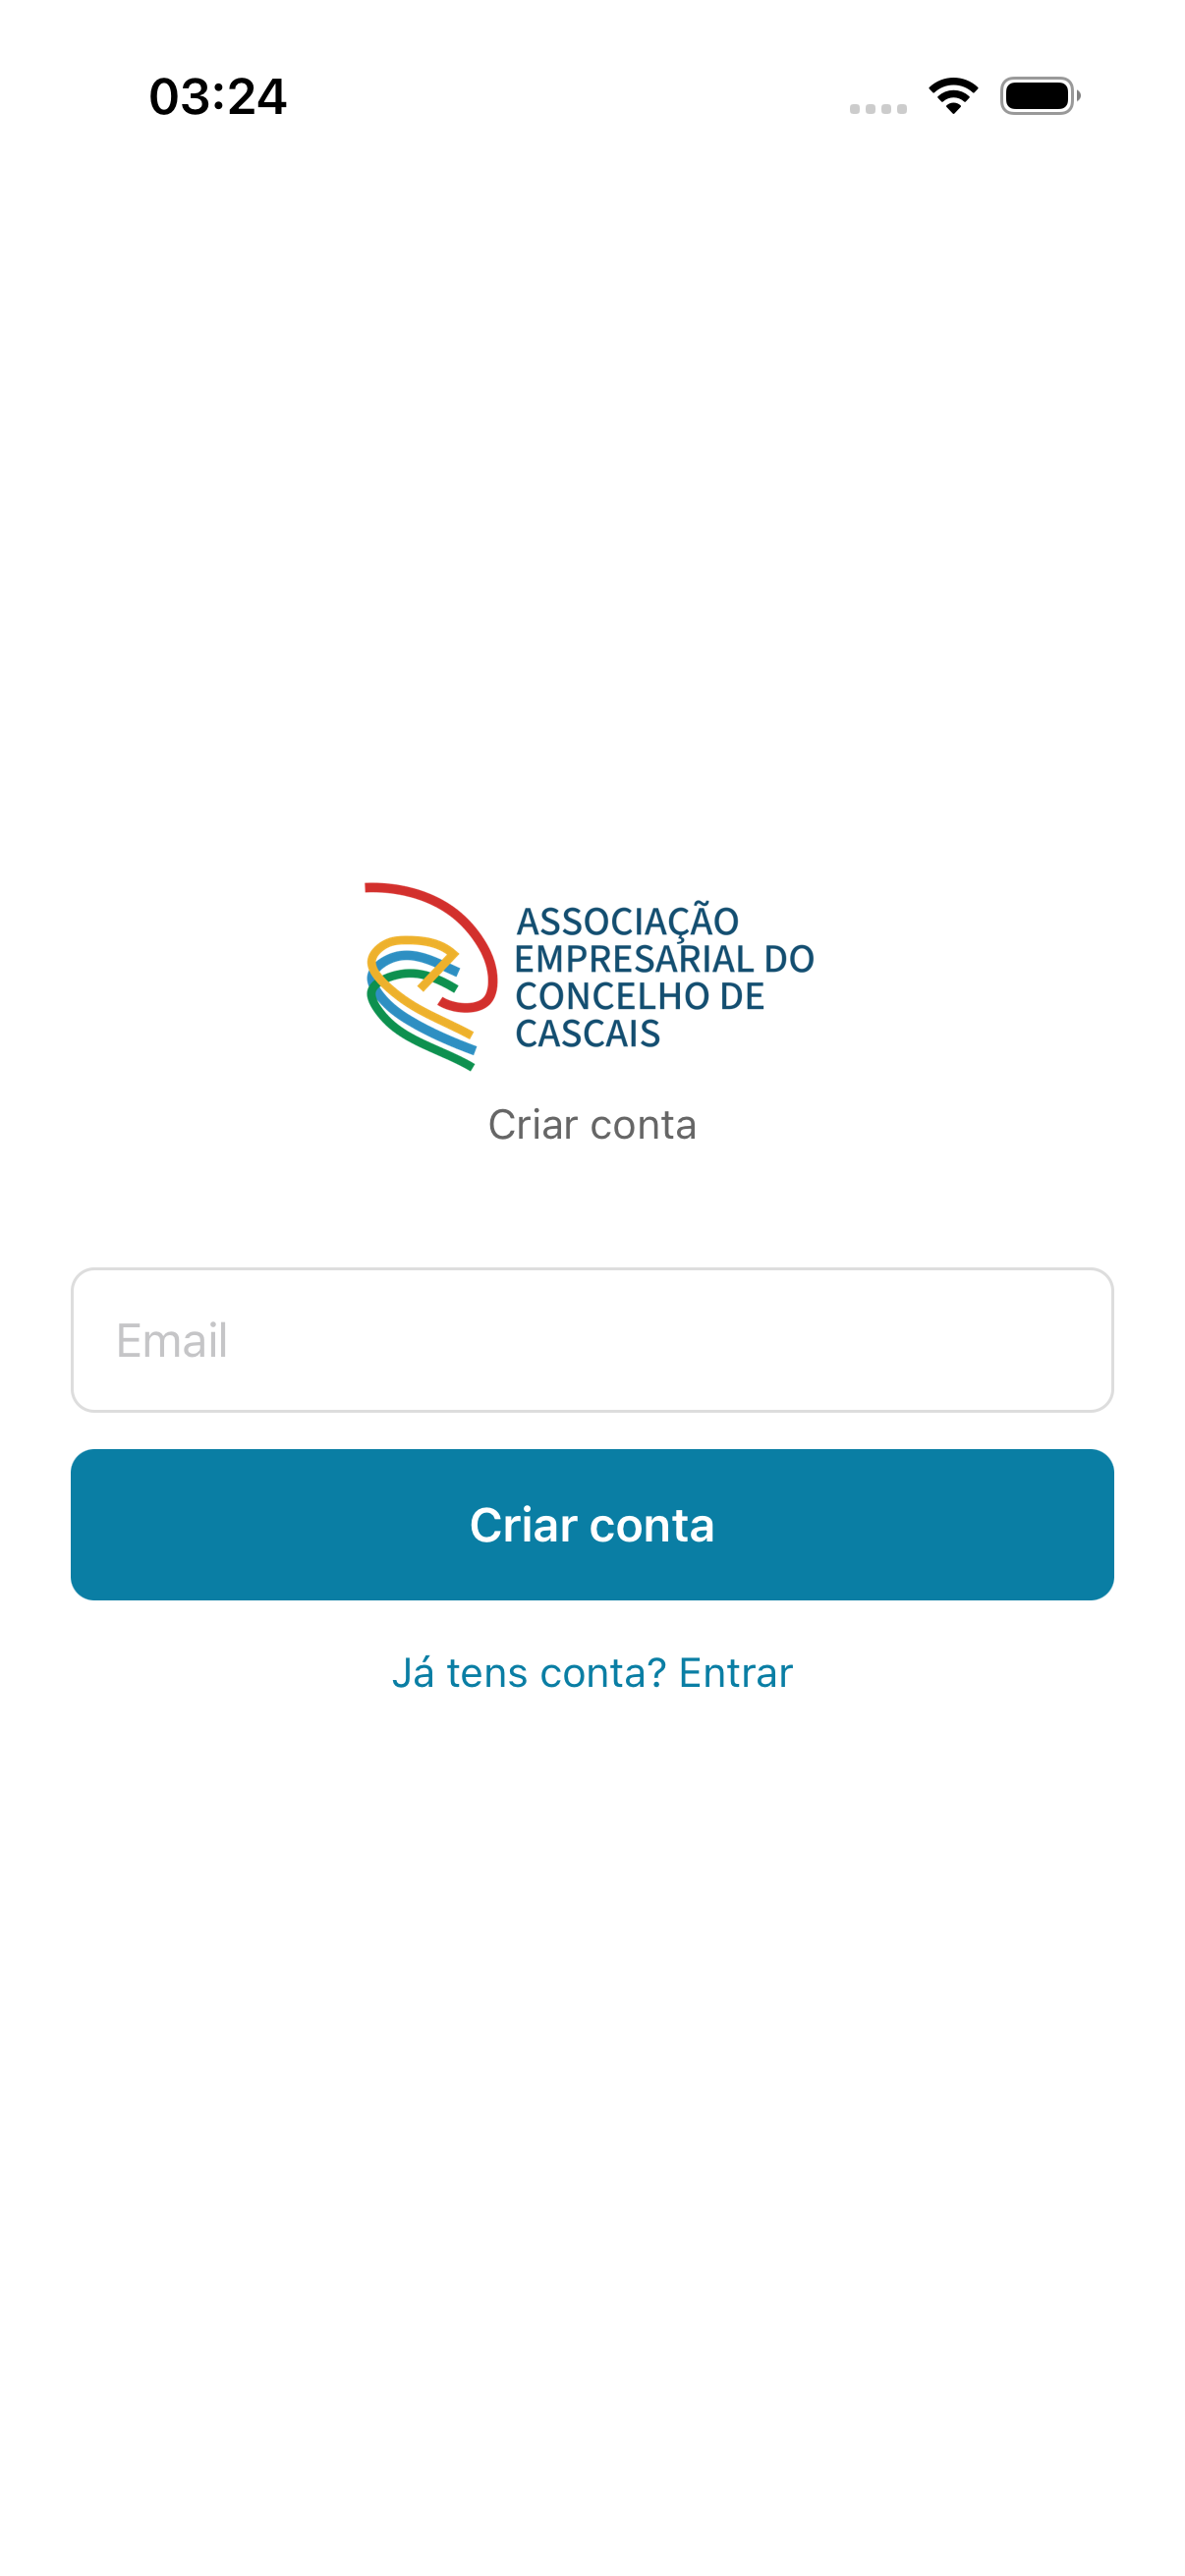 03:24
ASSOCIAÇÃO
EMPRESARIAL DO
CONCELHO DE
CASCAIS
Criar conta
Email
Criar conta
Já tens conta? Entrar